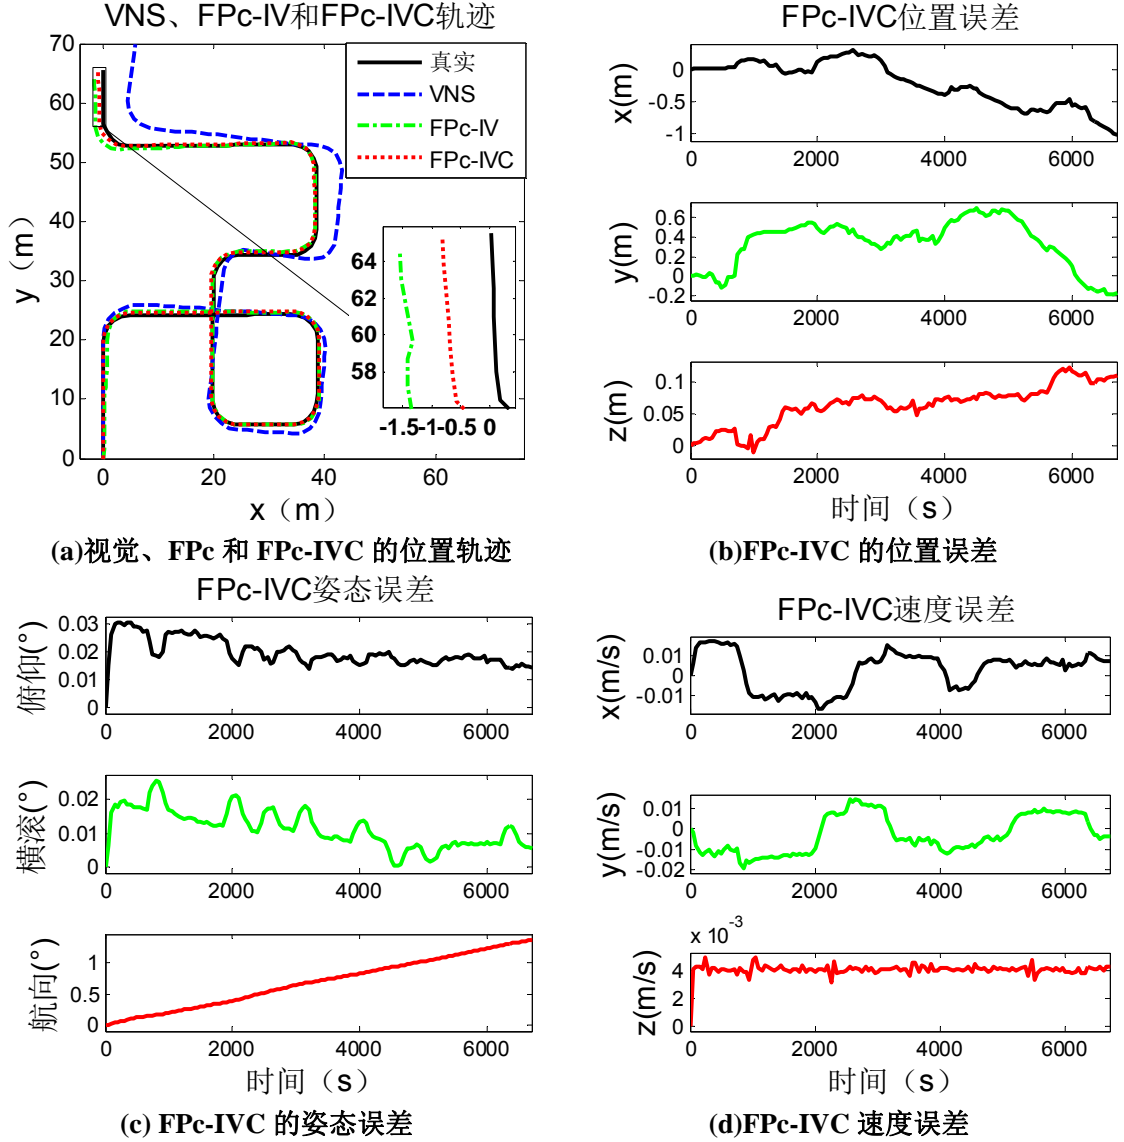 VNS、FPc-IV和FPc-IVC轨迹
70
60
50
40
30
20
10
0
y（m）
真实
VNS
FPc-IV
FPc-IVC
64
62
60
58
-1.5 -1 -0.5 0
0 20 40 60
x（m）
(a)视觉、FPc 和 FPc-IVC 的位置轨迹
FPc-IVC位置误差
x(m)
0
-0.5
-1
0 2000 4000 6000
y(m)
0.6
0.4
0.2
0
-0.2
0 2000 4000 6000
z(m)
0.1
0.05
0
0 2000 4000 6000
时间（s）
(b)FPc-IVC 的位置误差
FPc-IVC姿态误差
俯仰(°)
0.03
0.02
0.01
0
0 2000 4000 6000
横滚(°)
0.02
0.01
0
0 2000 4000 6000
航向(°)
1
0.5
0
0 2000 4000 6000
时间（s）
(c) FPc-IVC 的姿态误差
FPc-IVC速度误差
x(m/s)
0.01
-0.01
0 2000 4000 6000
y(m/s)
0.01
0
-0.01
-0.02
0 2000 4000 6000
x 10⁻³
z(m/s)
4
2
0
0 2000 4000 6000
时间（s）
(d)FPc-IVC 速度误差